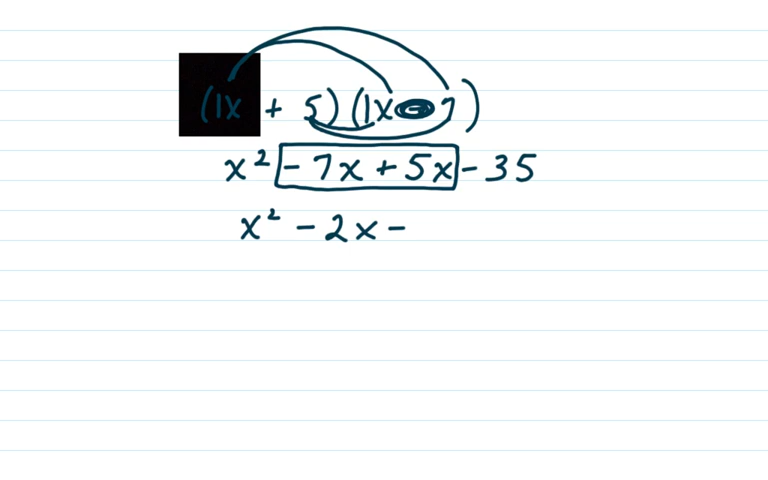 (1x + 5)(1x - 7)
x² - 7x + 5x - 35
x² - 2x -